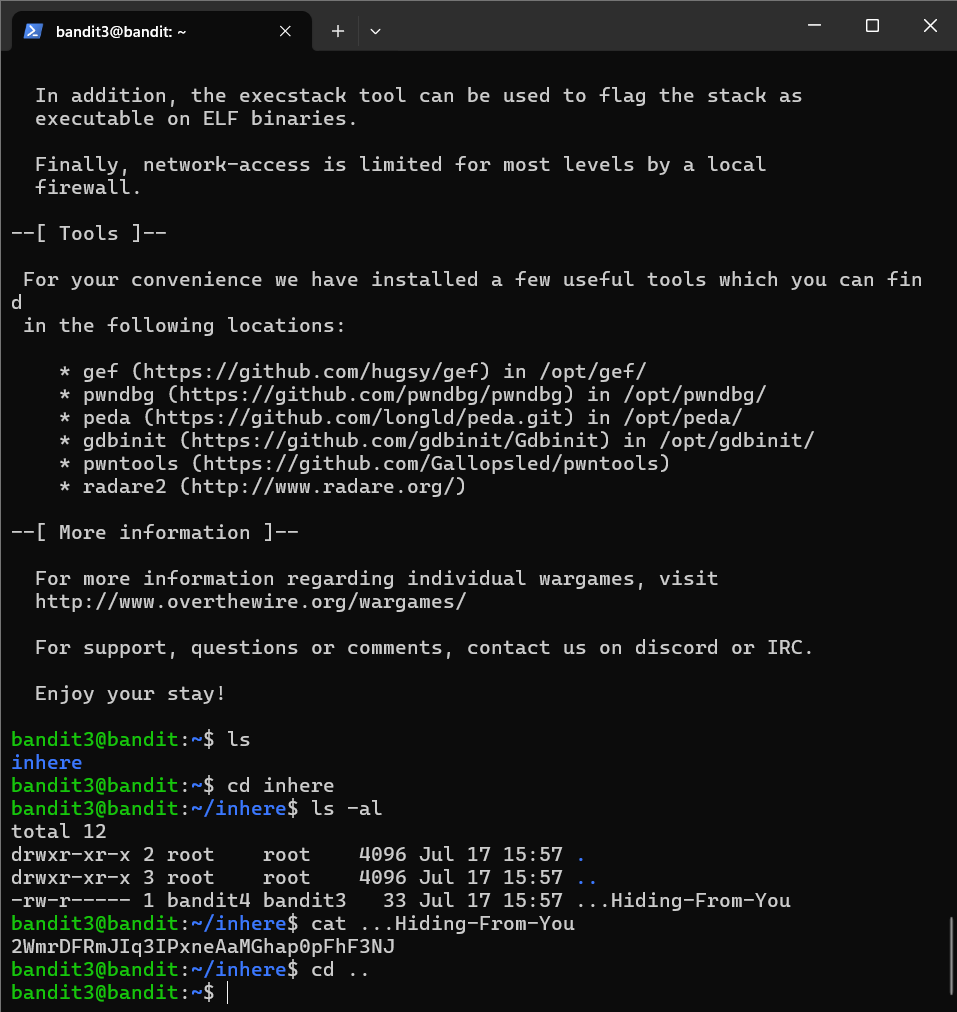 bandit3@bandit: ~
In addition, the execstack tool can be used to flag the stack as
executable on ELF binaries.
Finally, network-access is limited for most levels by a local
firewall.
--[ Tools ]--
For your convenience we have installed a few useful tools which you can fin
d
in the following locations:
* gef (https://github.com/hugsy/gef) in /opt/gef/
* pwndbg (https://github.com/pwndbg/pwndbg) in /opt/pwndbg/
* peda (https://github.com/longld/peda.git) in /opt/peda/
* gdbinit (https://github.com/gdbinit/Gdbinit) in /opt/gdbinit/
* pwntools (https://github.com/Gallopsled/pwntools)
* radare2 (http://www.radare.org/)
--[ More information ]--
For more information regarding individual wargames, visit
http://www.overthewire.org/wargames/
For support, questions or comments, contact us on discord or IRC.
Enjoy your stay!
bandit3@bandit:~$ ls
inhere
bandit3@bandit:~$ cd inhere
bandit3@bandit:~/inhere$ ls -al
total 12
drwxr-xr-x 2 root    root    4096 Jul 17 15:57 .
drwxr-xr-x 3 root    root    4096 Jul 17 15:57 ..
-rw-r----- 1 bandit4 bandit3   33 Jul 17 15:57 ...Hiding-From-You
bandit3@bandit:~/inhere$ cat ...Hiding-From-You
2WmrDFRmJIq3IPxneAaMGhap0pFhF3NJ
bandit3@bandit:~/inhere$ cd ..
bandit3@bandit:~$